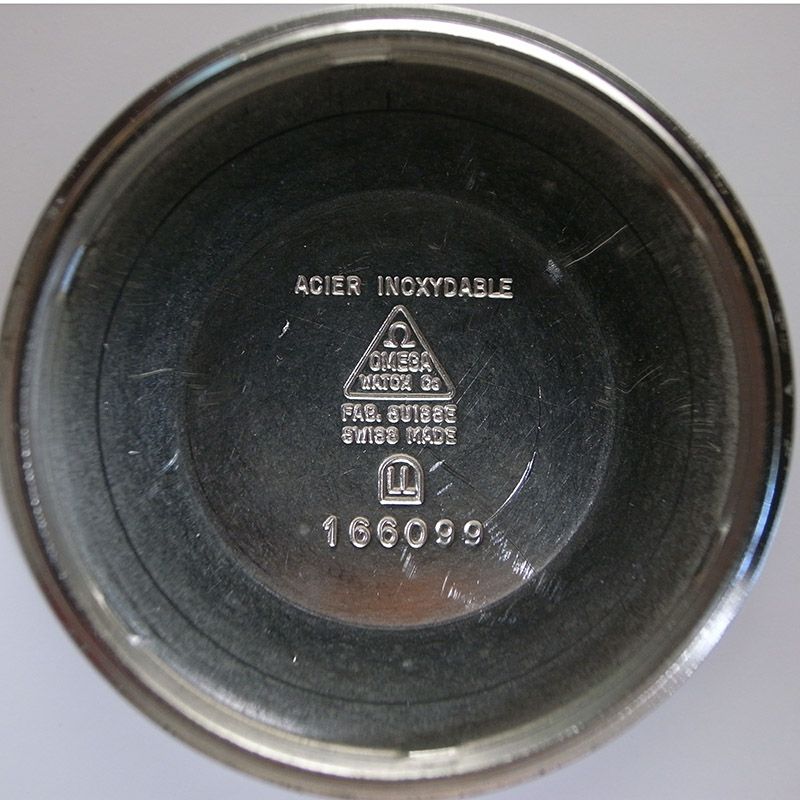 ACIER INOXYDABLE
Ω
OMEGA
WATCH Co
FAB. SUISSE
SWISS MADE
166099